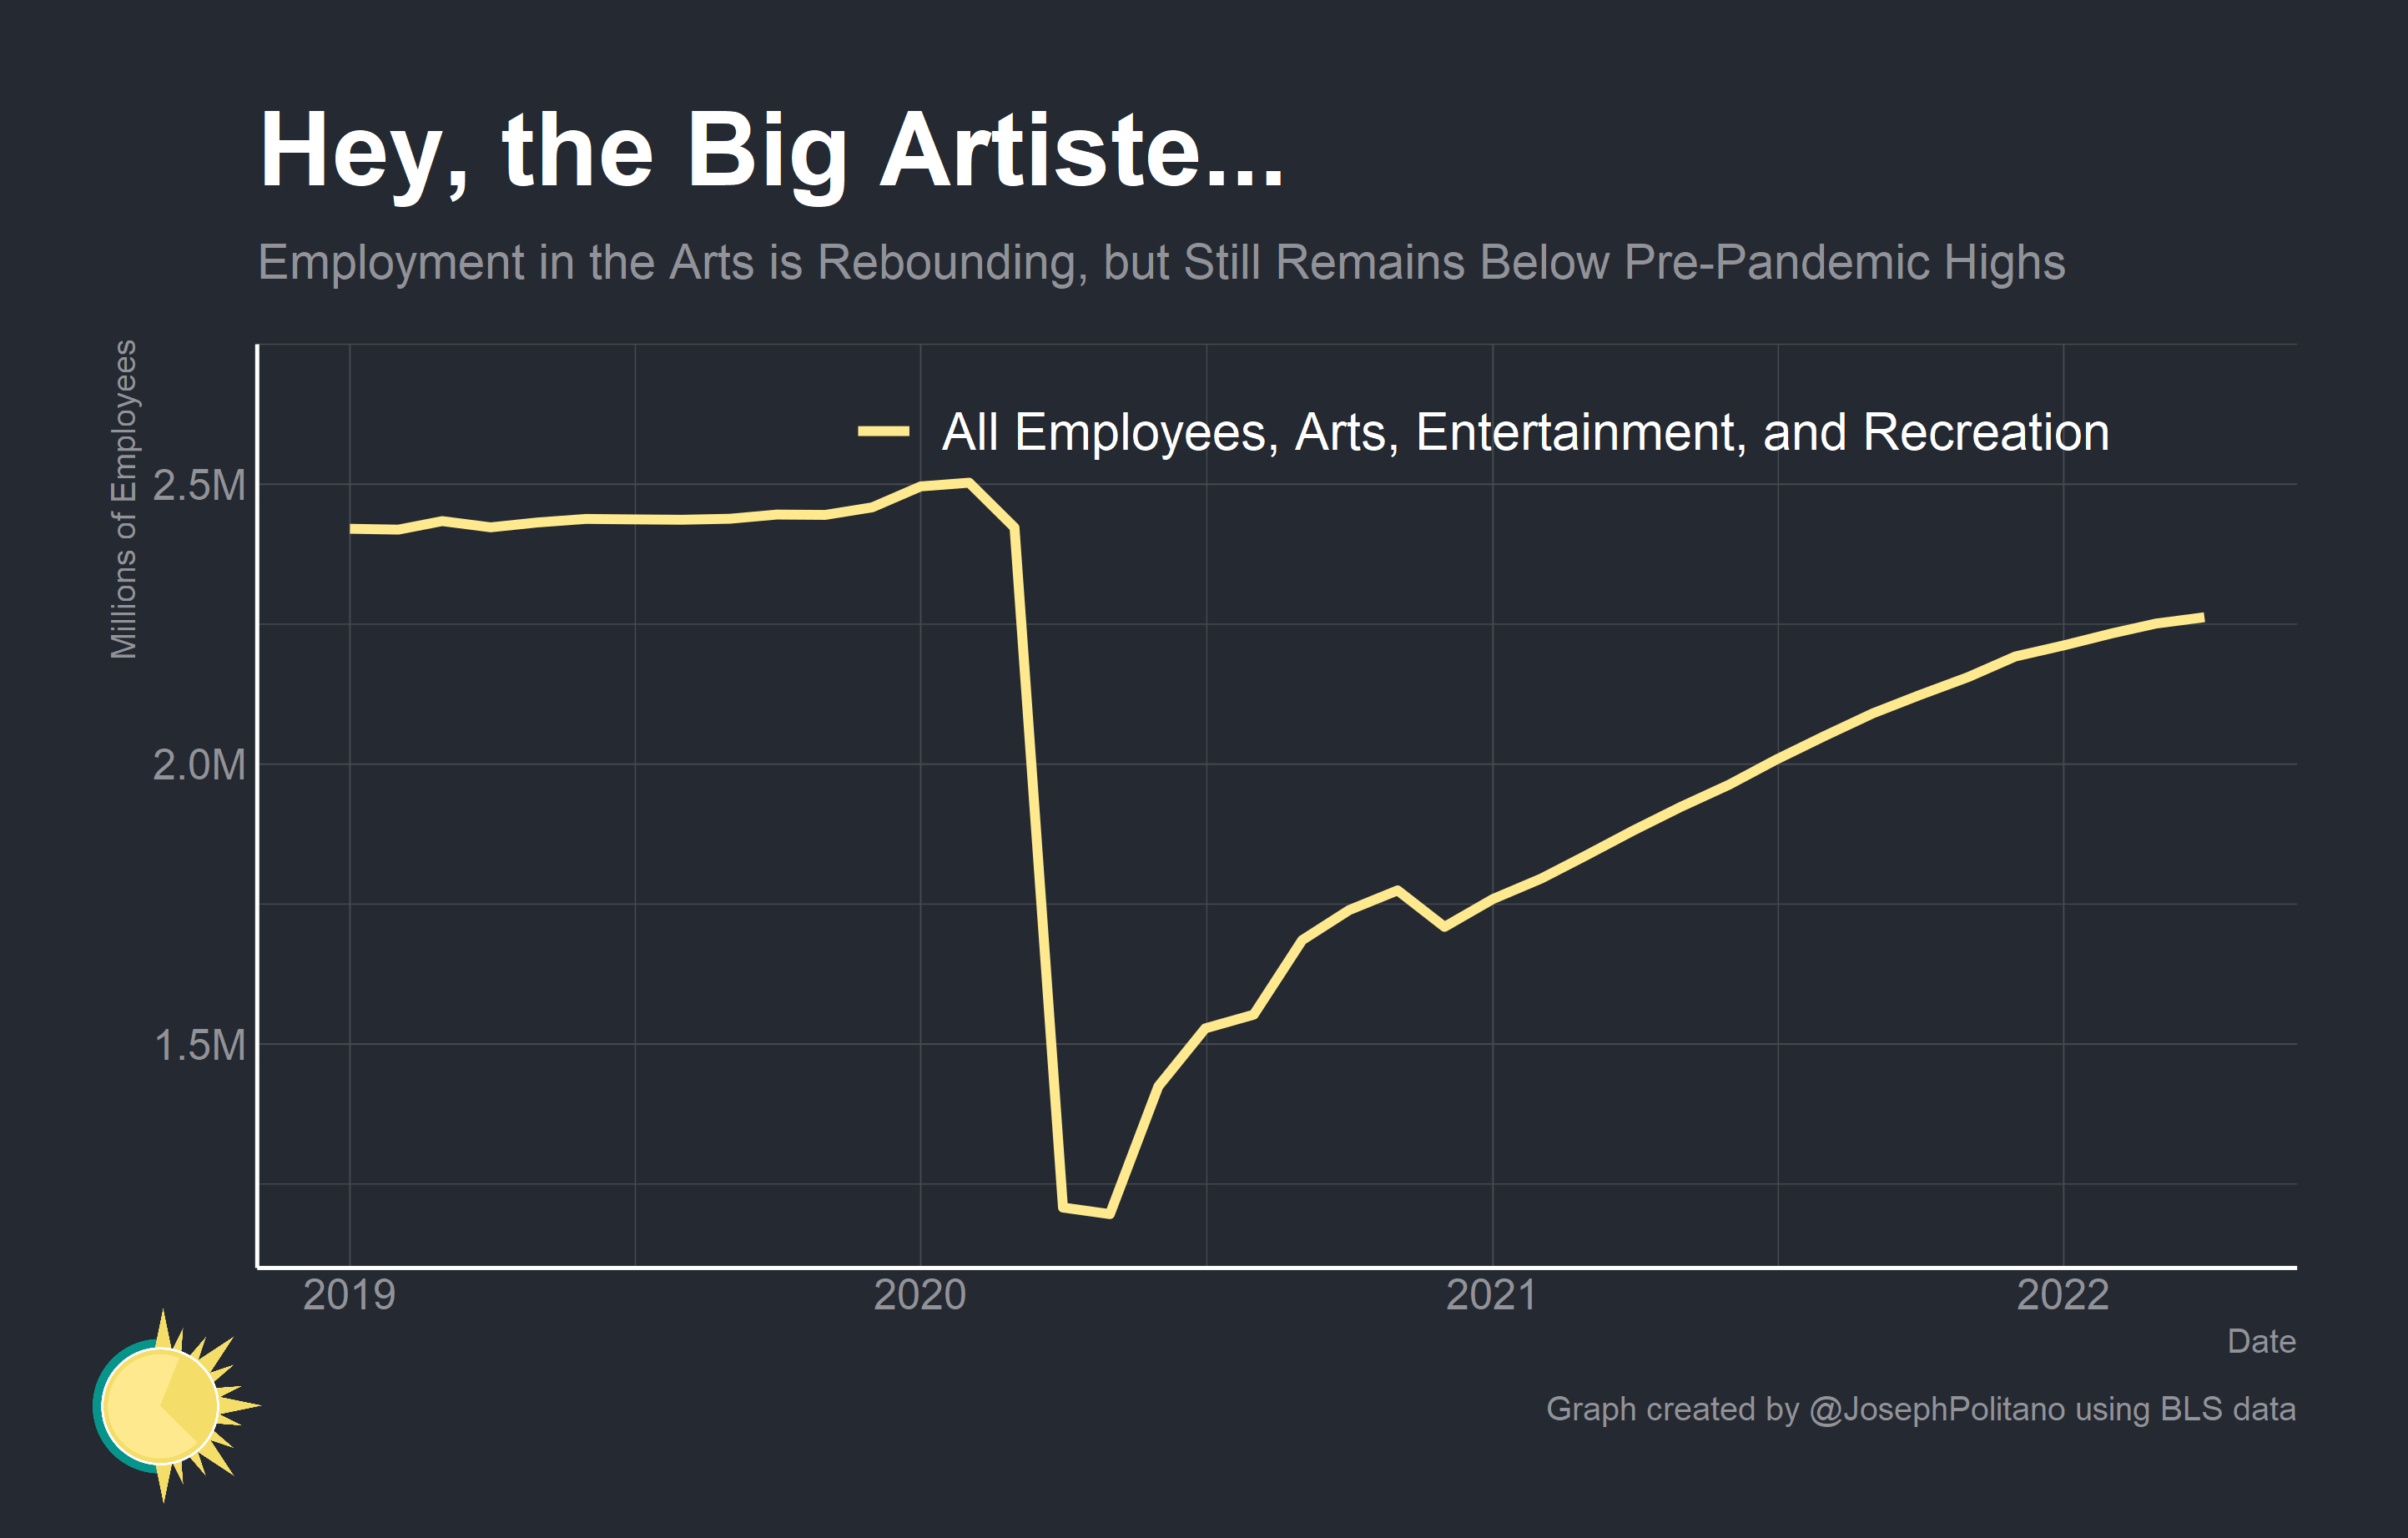 Hey, the Big Artiste...
Employment in the Arts is Rebounding, but Still Remains Below Pre-Pandemic Highs
Millions of Employees
All Employees, Arts, Entertainment, and Recreation
2.5M
2.0M
1.5M
2019 2020 2021 2022
Date
Graph created by @JosephPolitano using BLS data